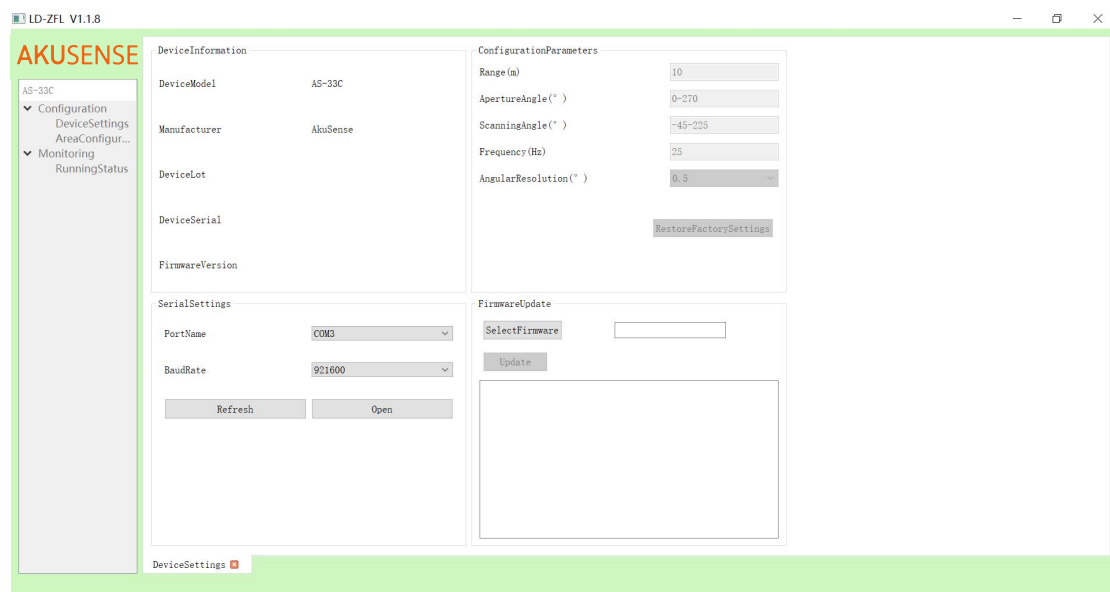 LD-ZFL V1.1.8
AKUSENSE
AS-33C
Configuration
DeviceSettings
AreaConfigur...
Monitoring
RunningStatus
DeviceInformation
DeviceModel AS-33C
Manufacturer AkuSense
DeviceLot
DeviceSerial
FirmwareVersion
ConfigurationParameters
Range(m) 10
ApertureAngle(° ) 0-270
ScanningAngle(° ) -45-225
Frequency(Hz) 25
AngularResolution(° ) 0.5
RestoreFactorySettings
SerialSettings
PortName COM3
BaudRate 921600
Refresh Open
FirmwareUpdate
SelectFirmware
Update
DeviceSettings